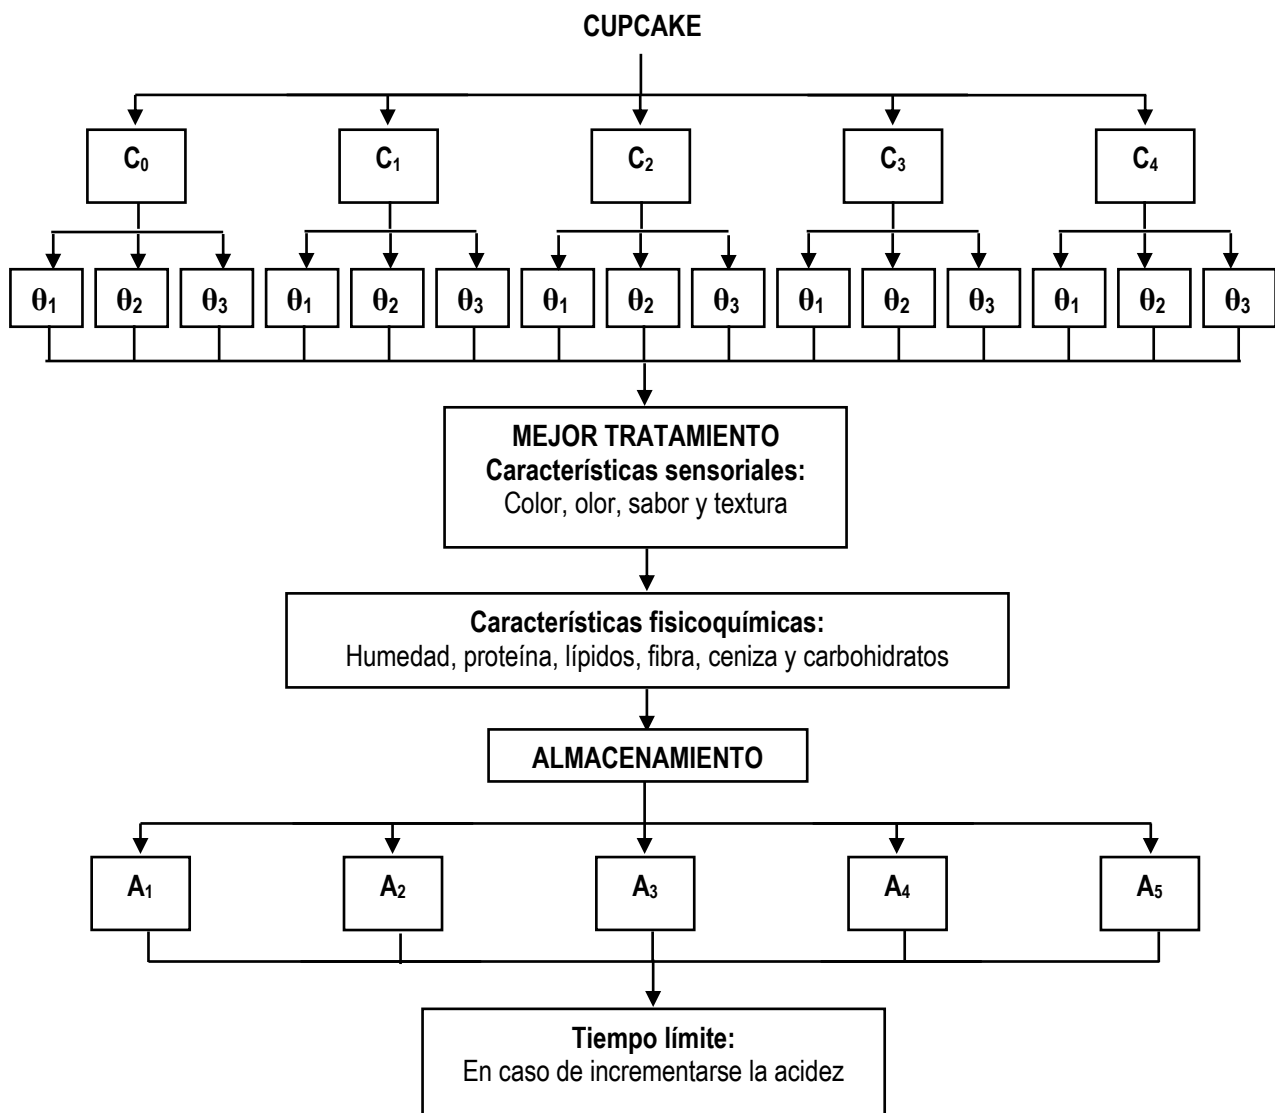 CUPCAKE
C₀ C₁ C₂ C₃ C₄
θ₁ θ₂ θ₃ θ₁ θ₂ θ₃ θ₁ θ₂ θ₃ θ₁ θ₂ θ₃ θ₁ θ₂ θ₃
MEJOR TRATAMIENTO
Características sensoriales:
Color, olor, sabor y textura
Características fisicoquímicas:
Humedad, proteína, lípidos, fibra, ceniza y carbohidratos
ALMACENAMIENTO
A₁ A₂ A₃ A₄ A₅
Tiempo límite:
En caso de incrementarse la acidez